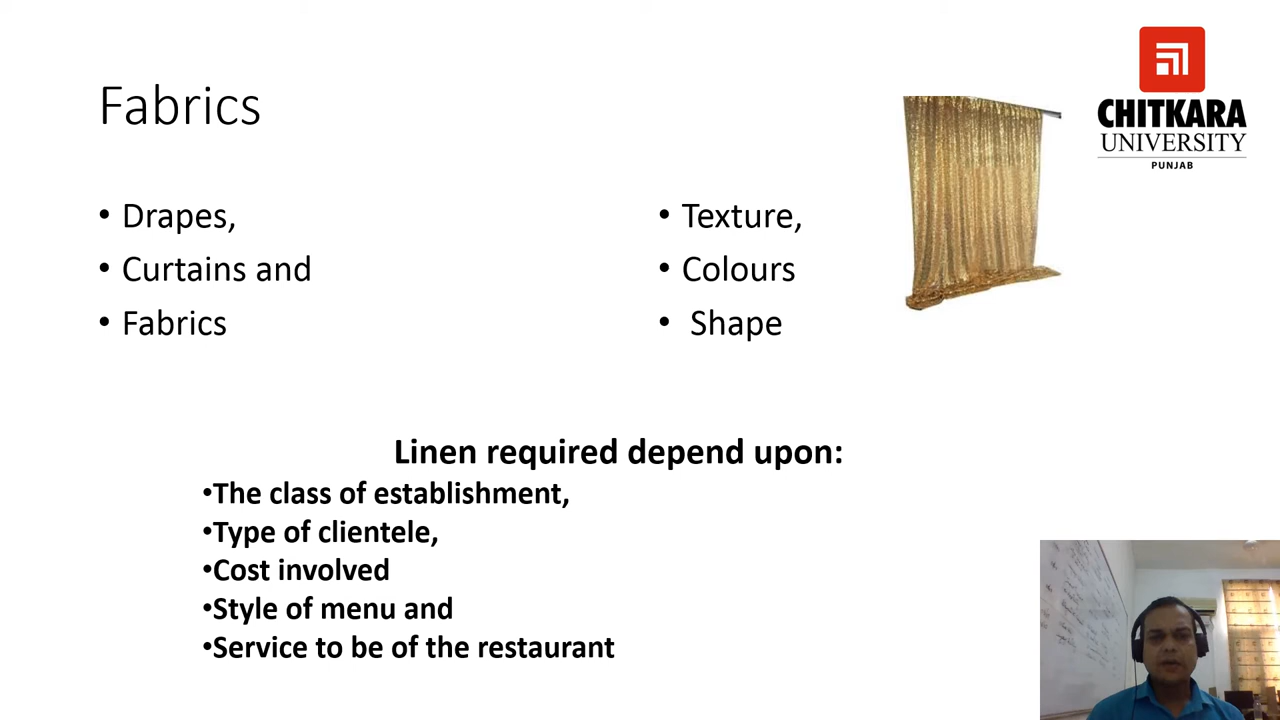 Fabrics
CHITKARA
UNIVERSITY
PUNJAB
• Drapes,
• Curtains and
• Fabrics
• Texture,
• Colours
• Shape
Linen required depend upon:
•The class of establishment,
•Type of clientele,
•Cost involved
•Style of menu and
•Service to be of the restaurant